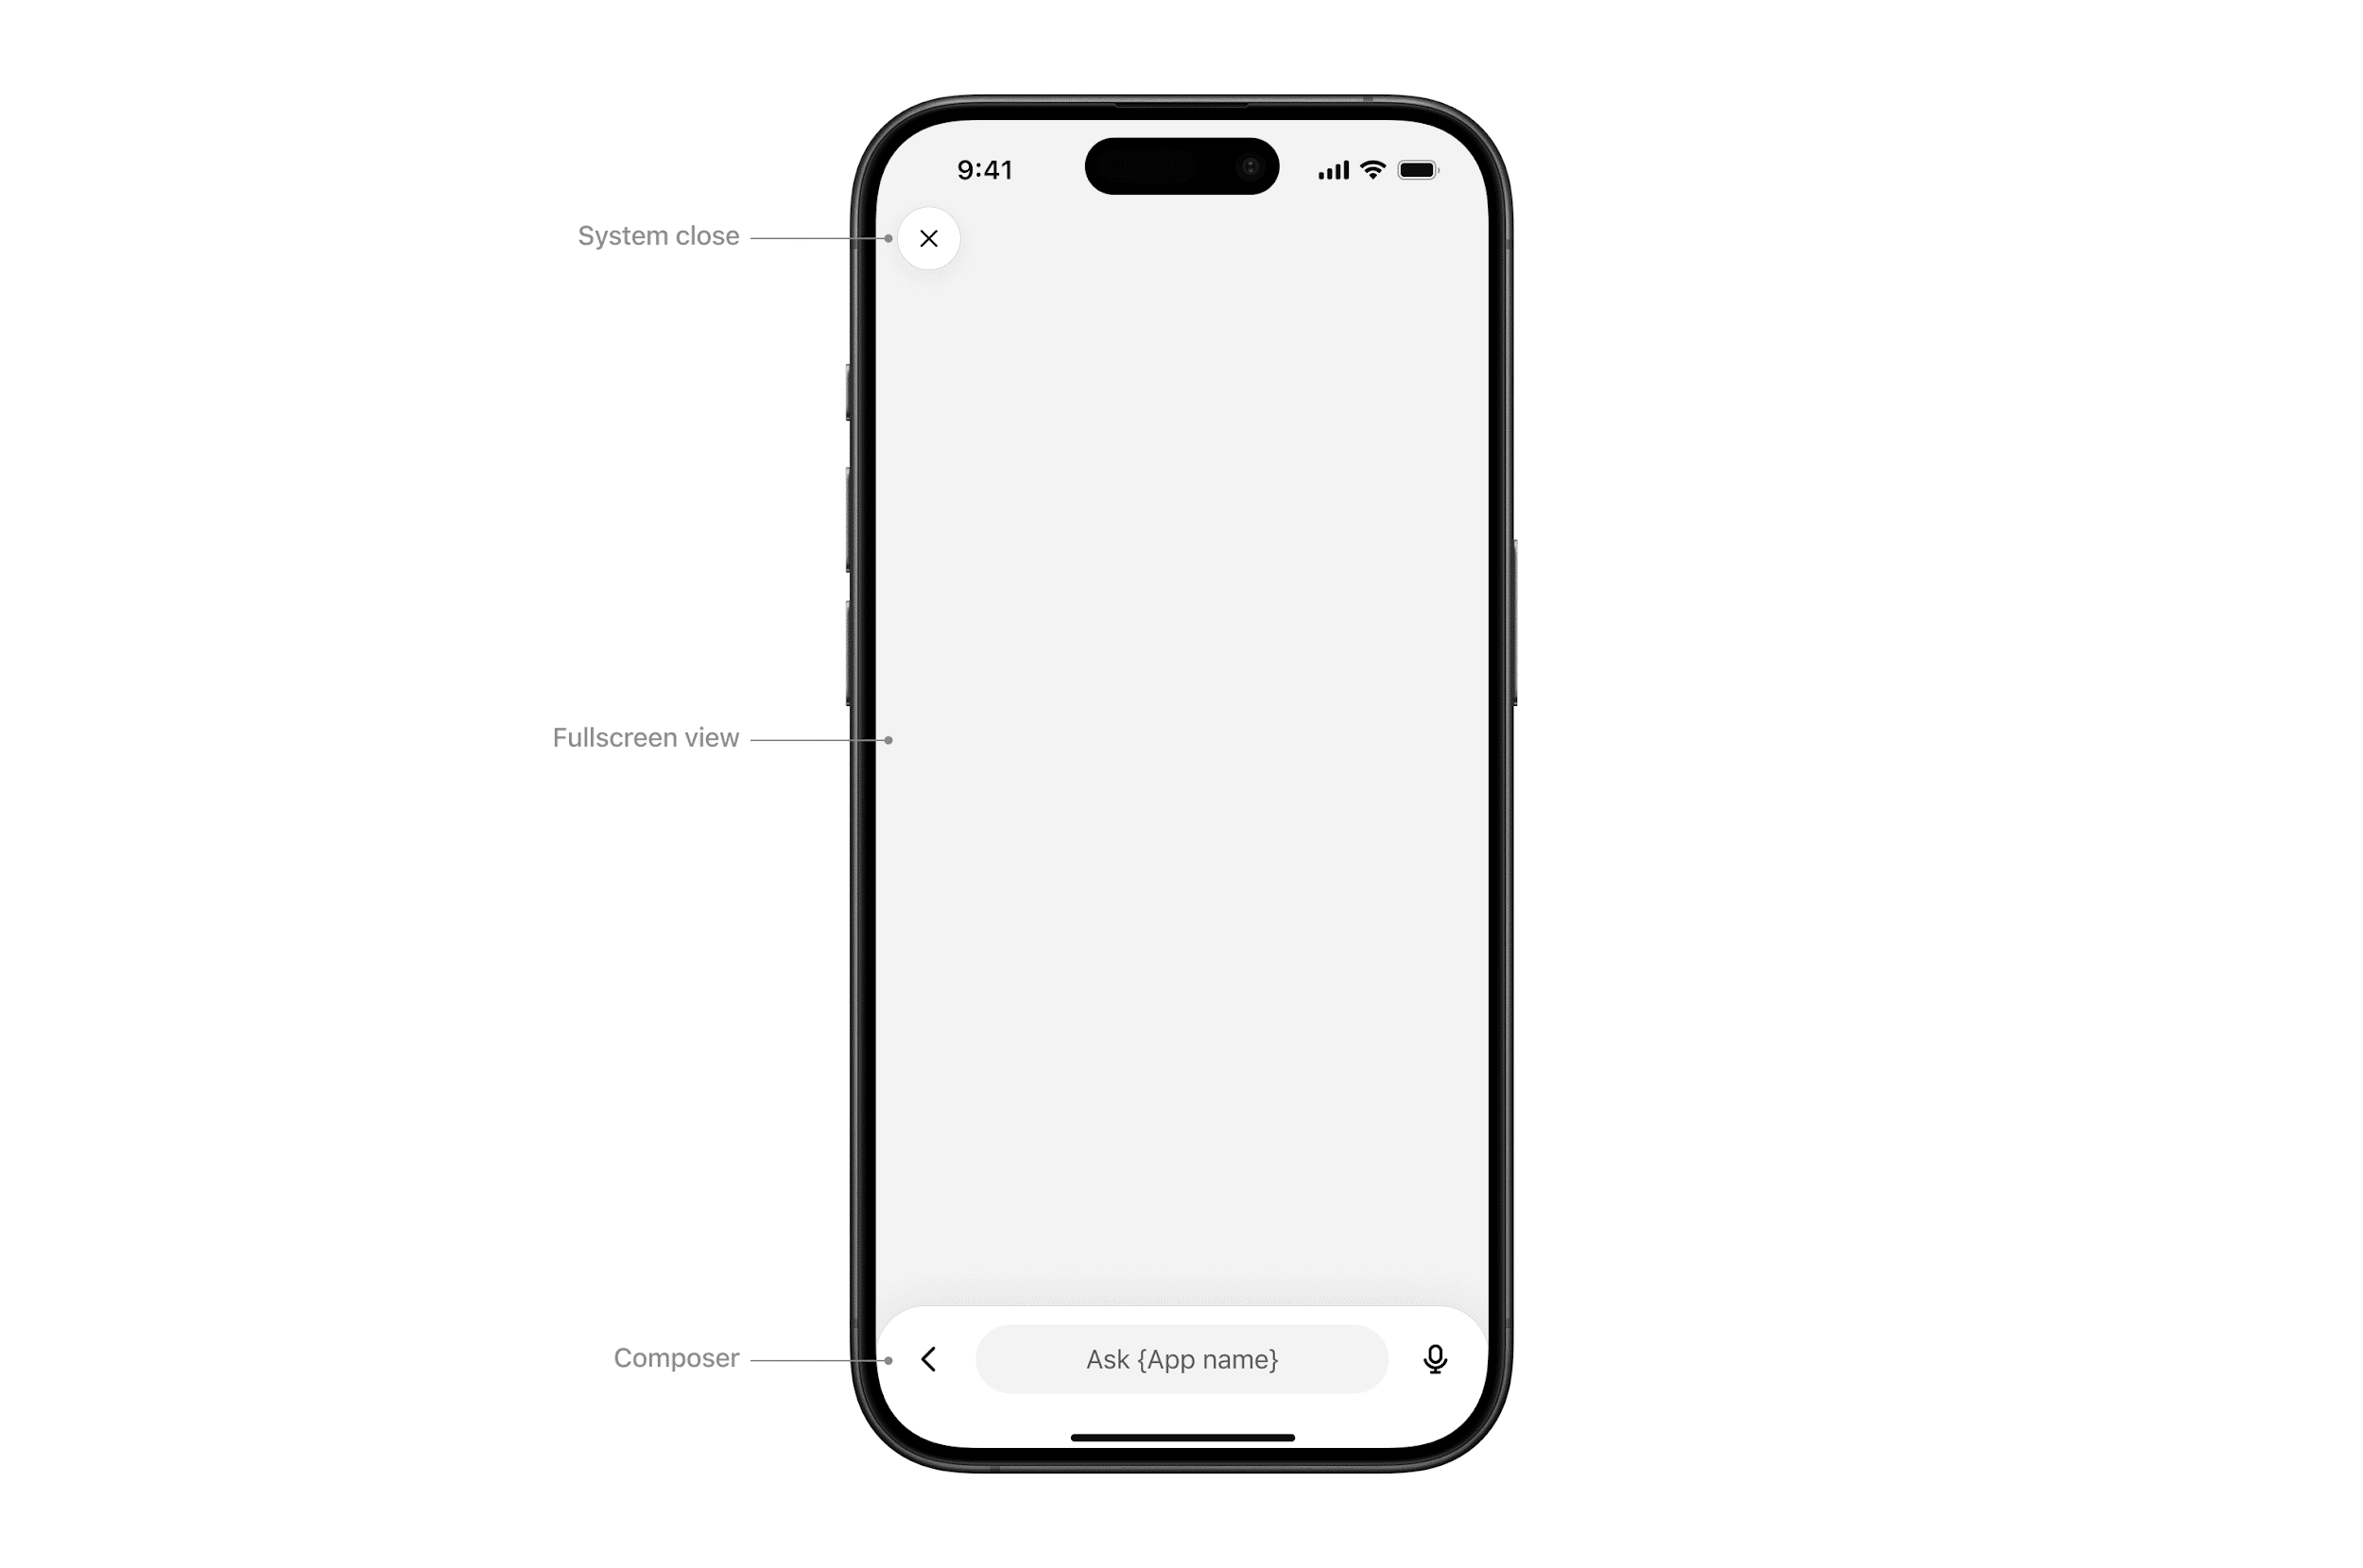 9:41
System close
Fullscreen view
Composer
Ask {App name}